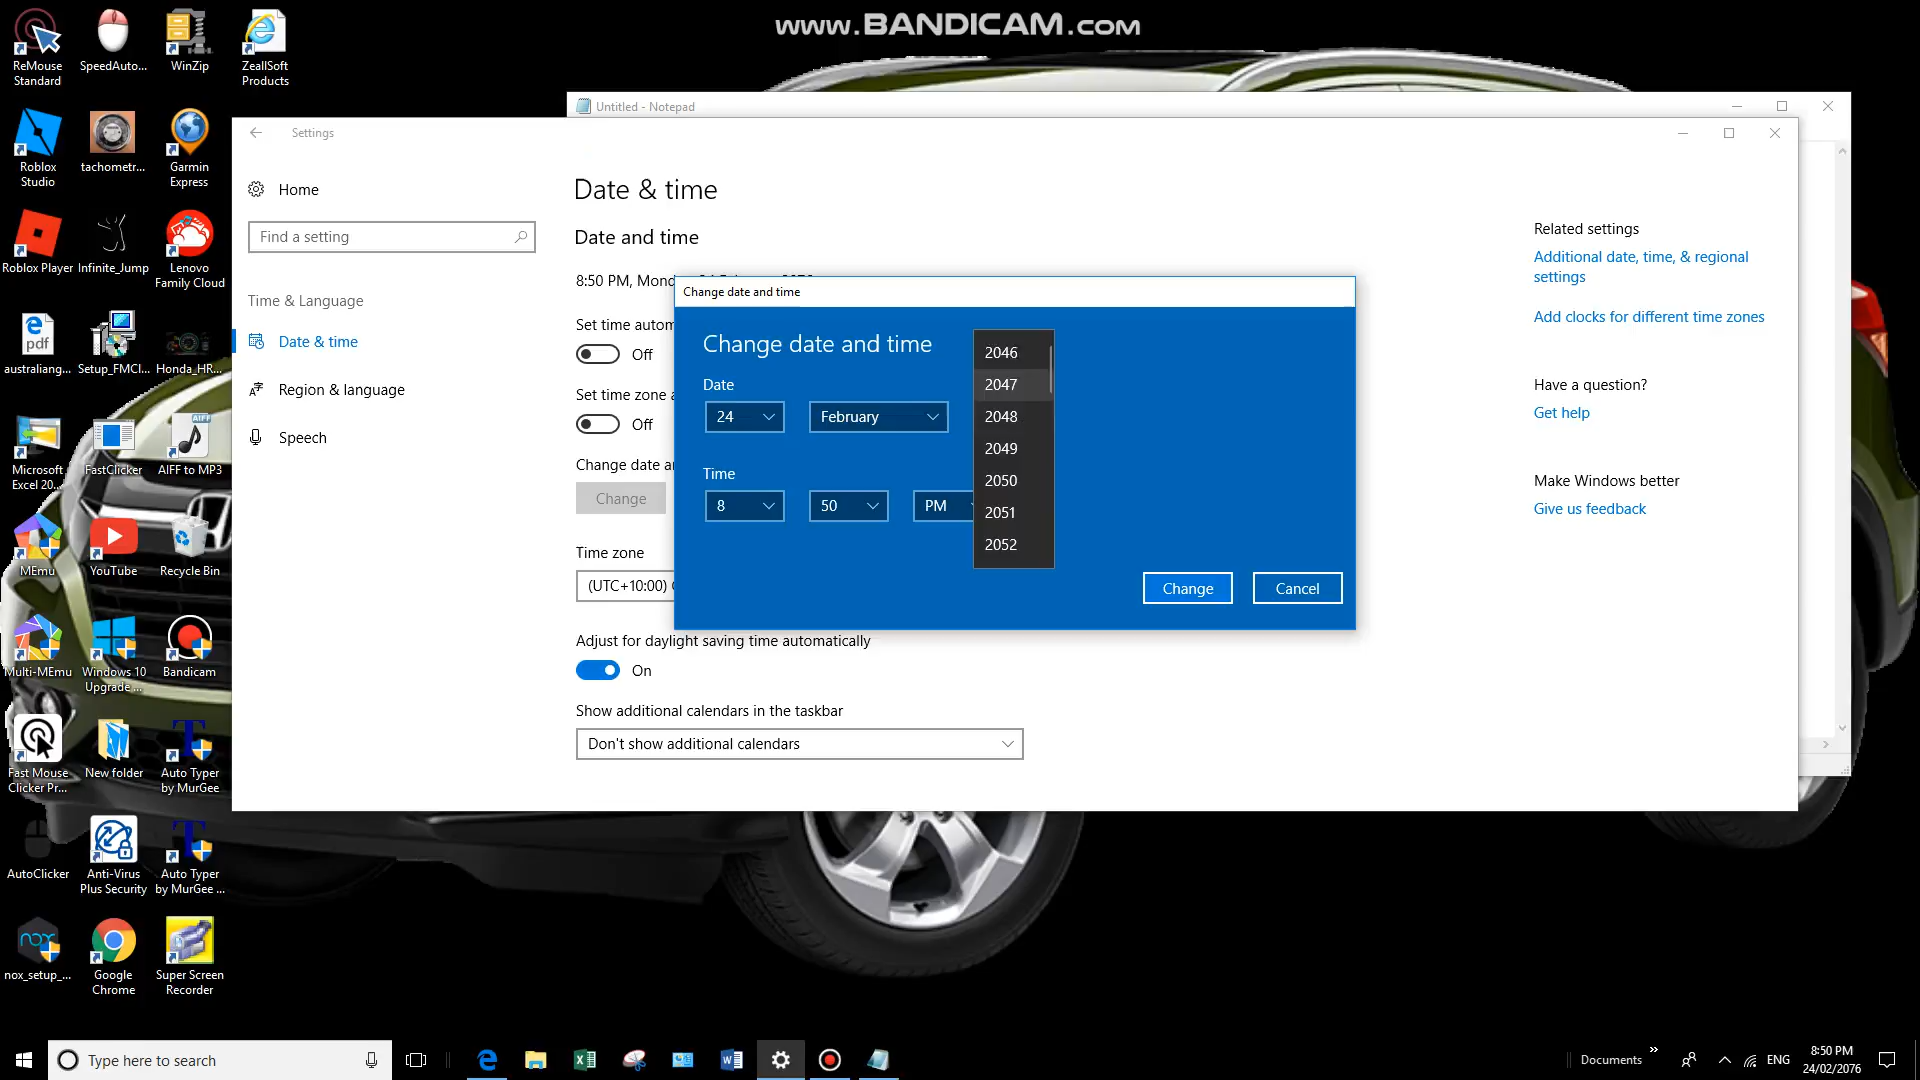 www.BANDICAM.com
ReMouse
Standard
SpeedAuto...
WinZip
ZeallSoft
Products
Roblox
Studio
tachometr...
Garmin
Express
Roblox Player
Infinite_Jump
Lenovo
Family Cloud
pdf
australiang...
Setup_FMCl...
Honda_HR...
Microsoft
Excel 20...
FastClicker
AIFF
AIFF to MP3
MEmu
YouTube
Recycle Bin
Multi-MEmu
Windows 10
Upgrade ...
Bandicam
Fast Mouse
Clicker Pr...
New folder
Auto Typer
by MurGee
AutoClicker
Anti-Virus
Plus Security
Auto Typer
by MurGee ...
nox
nox_setup_...
Google
Chrome
Super Screen
Recorder
Untitled - Notepad
Settings
Home
Find a setting
Time & Language
Date & time
Region & language
Speech
Date & time
Date and time
8:50 PM, Mond
Set time autom
Off
Set time zone a
Off
Change date a
Change
Time zone
(UTC+10:00)
Adjust for daylight saving time automatically
On
Show additional calendars in the taskbar
Don't show additional calendars
Change date and time
Change date and time
Date
24
February
Time
8
50
PM
2046
2047
2048
2049
2050
2051
2052
Change
Cancel
Related settings
Additional date, time, & regional
settings
Add clocks for different time zones
Have a question?
Get help
Make Windows better
Give us feedback
Type here to search
Documents
ENG
8:50 PM
24/02/2076